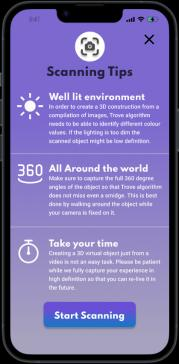 9:41
Scanning Tips
Well lit environment
In order to create a 3D construction from a
compilation of images, Trove algorithm
needs to be able to identify different colour
values. If the lighting is too dim the
scanned object might be low definition.
360
All Around the world
Make sure to capture the full 360 degree
angles of the object so that Trove algorithm
does not miss even a smidge. This is best
done by walking around the object while
your camera is fixed on it.
Take your time
Creating a 3D virtual object just from a
video is not an easy task. Please be patient
while we fully capture your experience in
high definition so that you can re-live it in
the future.
Start Scanning